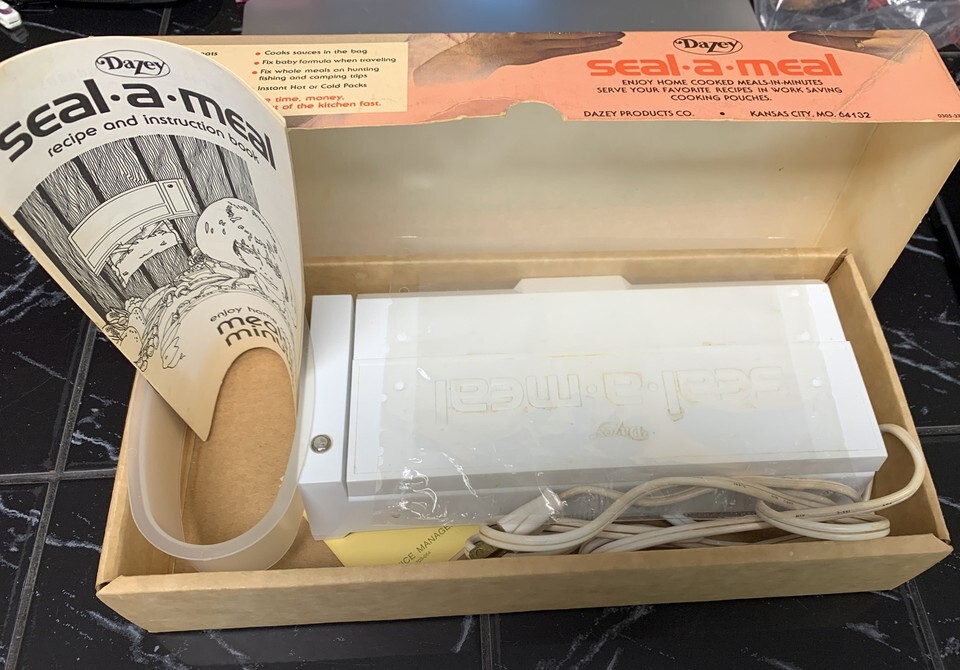 Dazey
seal·a·meal
recipe and instruction book
enjoy
• Cooks sauces in the bag
• Fix baby formula when traveling
• Fix whole meals on hunting
fishing and camping trips
Instant Hot or Cold Packs
time, money,
of the kitchen fast.
Dazey
seal·a·meal
ENJOY HOME COOKED MEALS-IN-MINUTES
SERVE YOUR FAVORITE RECIPES IN WORK SAVING
COOKING POUCHES.
DAZEY PRODUCTS CO. • KANSAS CITY, MO. 64132
seal·a·meal
MANAGE